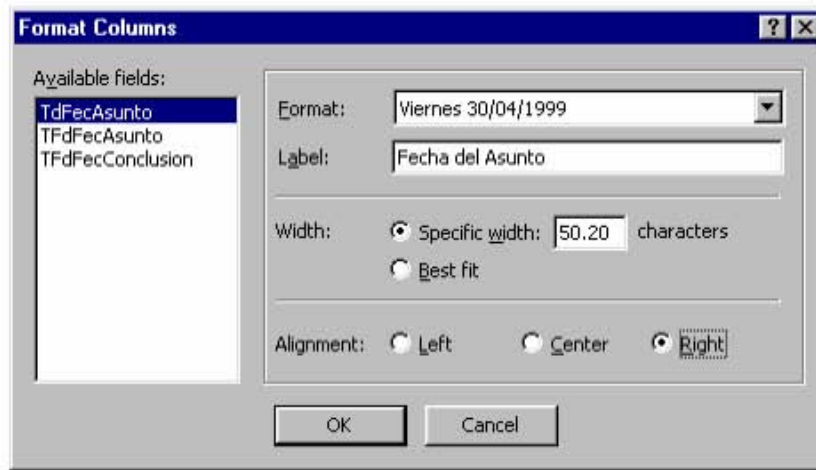 Format Columns
Available fields:
TdFecAsunto
TFdFecAsunto
TFdFecConclusion
Format: Viernes 30/04/1999
Label: Fecha del Asunto
Width: Specific width: 50.20 characters
Best fit
Alignment: Left Center Right
OK Cancel